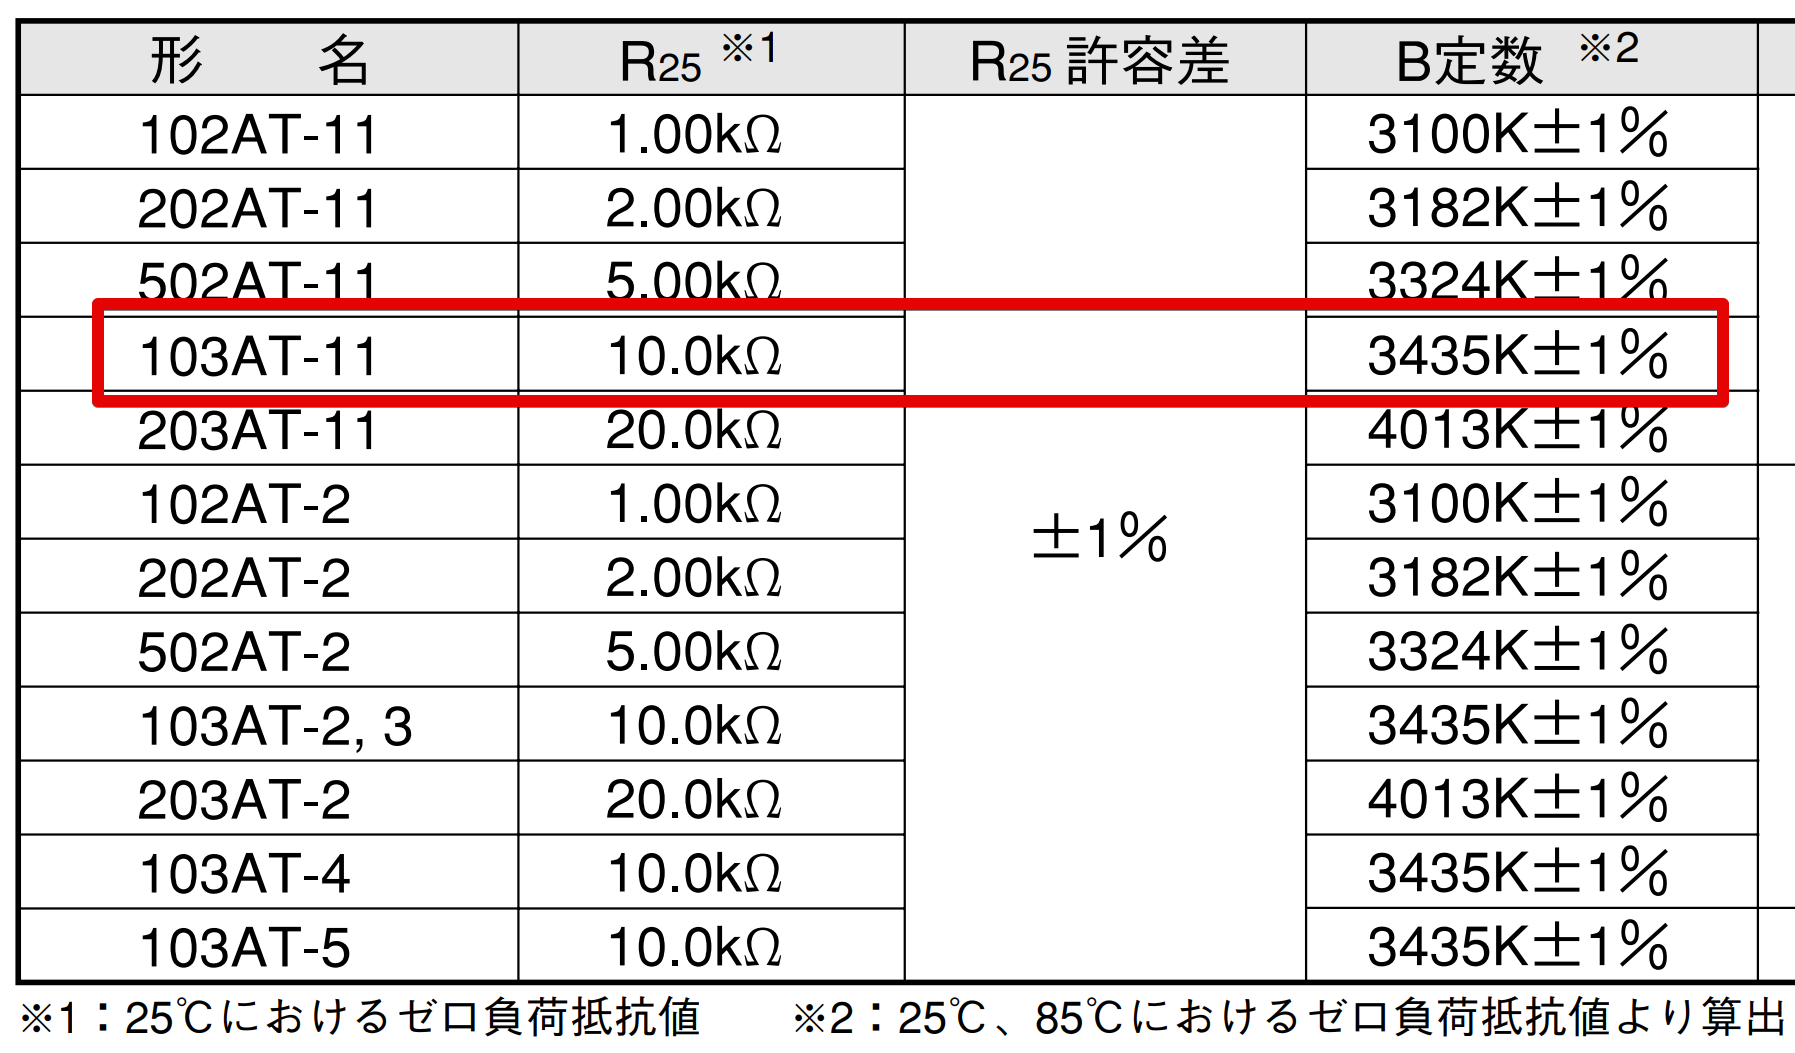 形　名 R25 ※1 R25 許容差 B定数 ※2
102AT-11 1.00kΩ 3100K±1%
202AT-11 2.00kΩ 3182K±1%
502AT-11 5.00kΩ 3324K±1%
103AT-11 10.0kΩ 3435K±1%
203AT-11 20.0kΩ 4013K±1%
102AT-2 1.00kΩ ±1% 3100K±1%
202AT-2 2.00kΩ 3182K±1%
502AT-2 5.00kΩ 3324K±1%
103AT-2, 3 10.0kΩ 3435K±1%
203AT-2 20.0kΩ 4013K±1%
103AT-4 10.0kΩ 3435K±1%
103AT-5 10.0kΩ 3435K±1%
※1：25℃におけるゼロ負荷抵抗値　※2：25℃、85℃におけるゼロ負荷抵抗値より算出